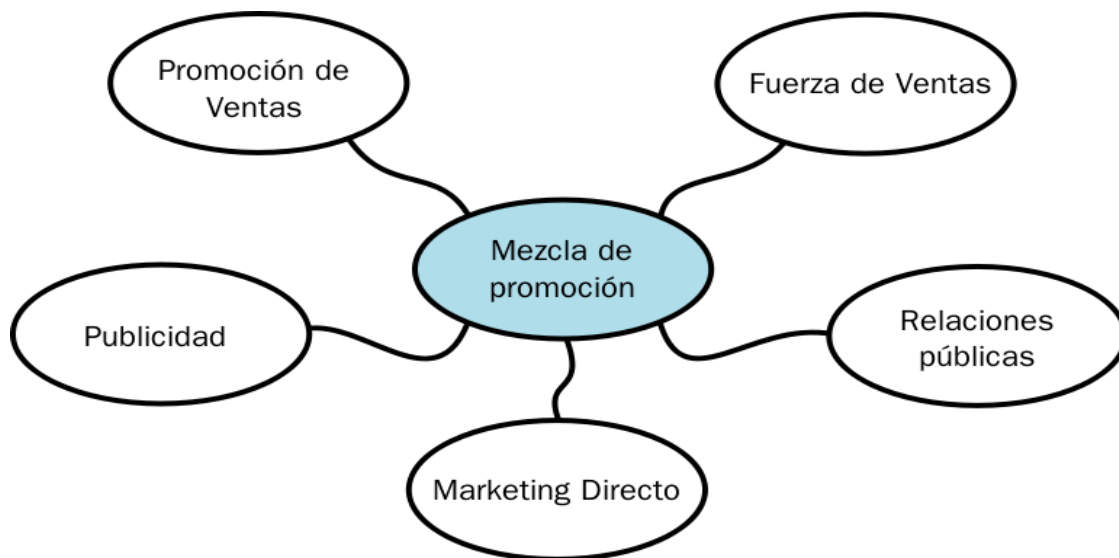 Promoción de
Ventas
Fuerza de Ventas
Mezcla de
promoción
Publicidad
Relaciones
públicas
Marketing Directo